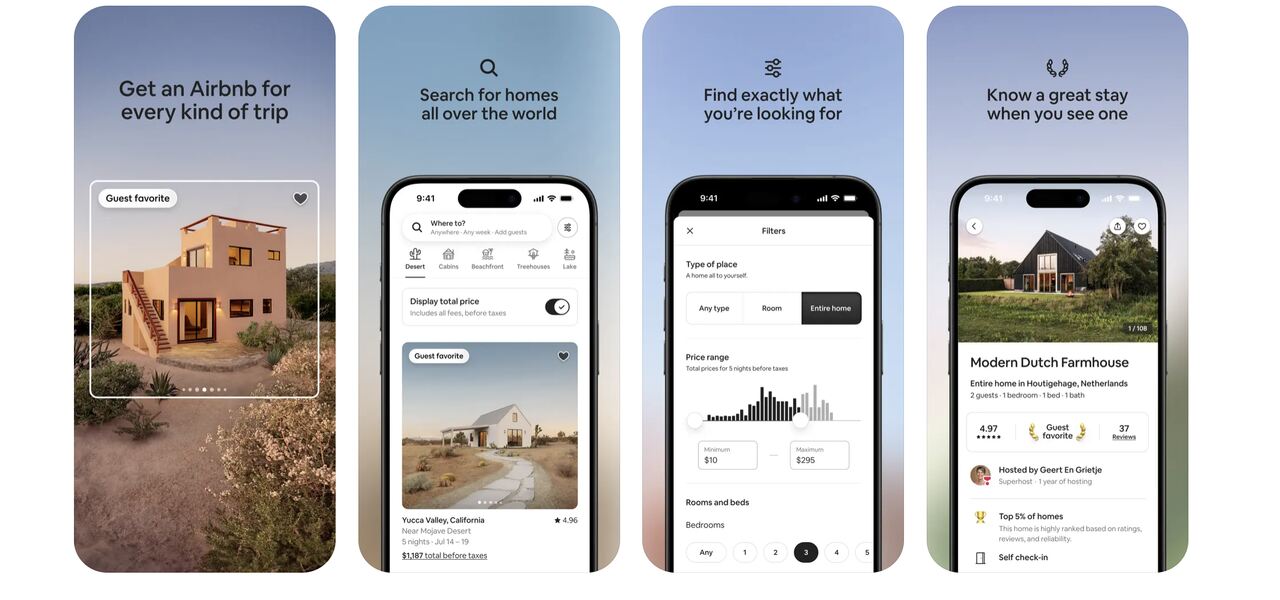 Get an Airbnb for
every kind of trip
Guest favorite
Search for homes
all over the world
9:41
Where to?
Anywhere · Any week · Add guests
Desert
Cabins
Beachfront
Treehouses
Lake
Display total price
Includes all fees, before taxes
Guest favorite
Yucca Valley, California
★ 4.96
Near Mojave Desert
5 nights · Jul 14 – 19
$1,187 total before taxes
Find exactly what
you’re looking for
9:41
Filters
Type of place
A home all to yourself.
Any type
Room
Entire home
Price range
Total prices for 5 nights before taxes
Minimum
$10
Maximum
$295
Rooms and beds
Bedrooms
Any
1
2
3
4
5
Know a great stay
when you see one
9:41
1 / 108
Modern Dutch Farmhouse
Entire home in Houtigehage, Netherlands
2 guests · 1 bedroom · 1 bed · 1 bath
4.97
★★★★★
Guest
favorite
37
Reviews
Hosted by Geert En Grietje
Superhost · 1 year of hosting
Top 5% of homes
This home is highly ranked based on ratings,
reviews, and reliability.
Self check-in